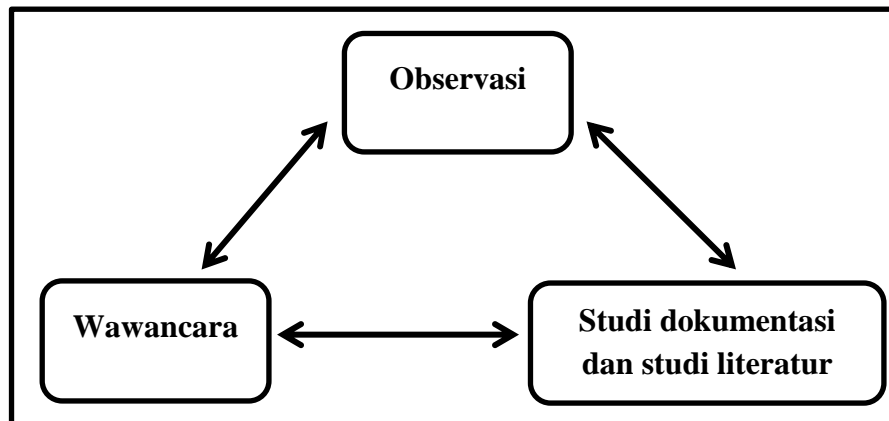 Observasi
Wawancara
Studi dokumentasi
dan studi literatur